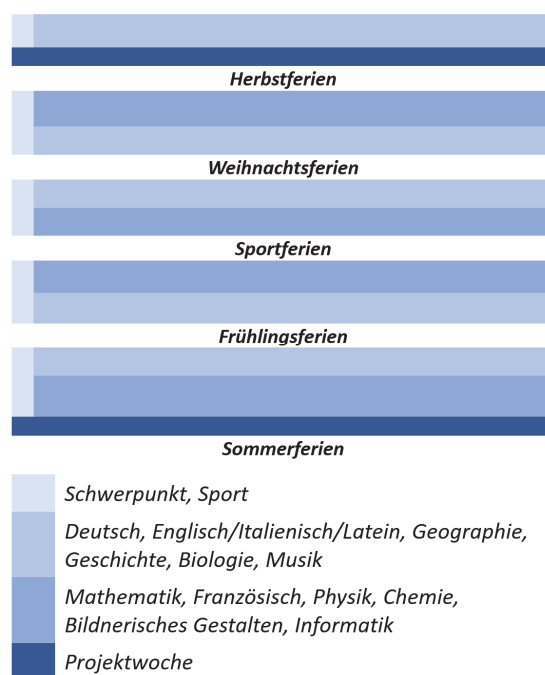 Herbstferien
Weihnachtsferien
Sportferien
Frühlingsferien
Sommerferien
Schwerpunkt, Sport
Deutsch, Englisch/Italienisch/Latein, Geographie,
Geschichte, Biologie, Musik
Mathematik, Französisch, Physik, Chemie,
Bildnerisches Gestalten, Informatik
Projektwoche